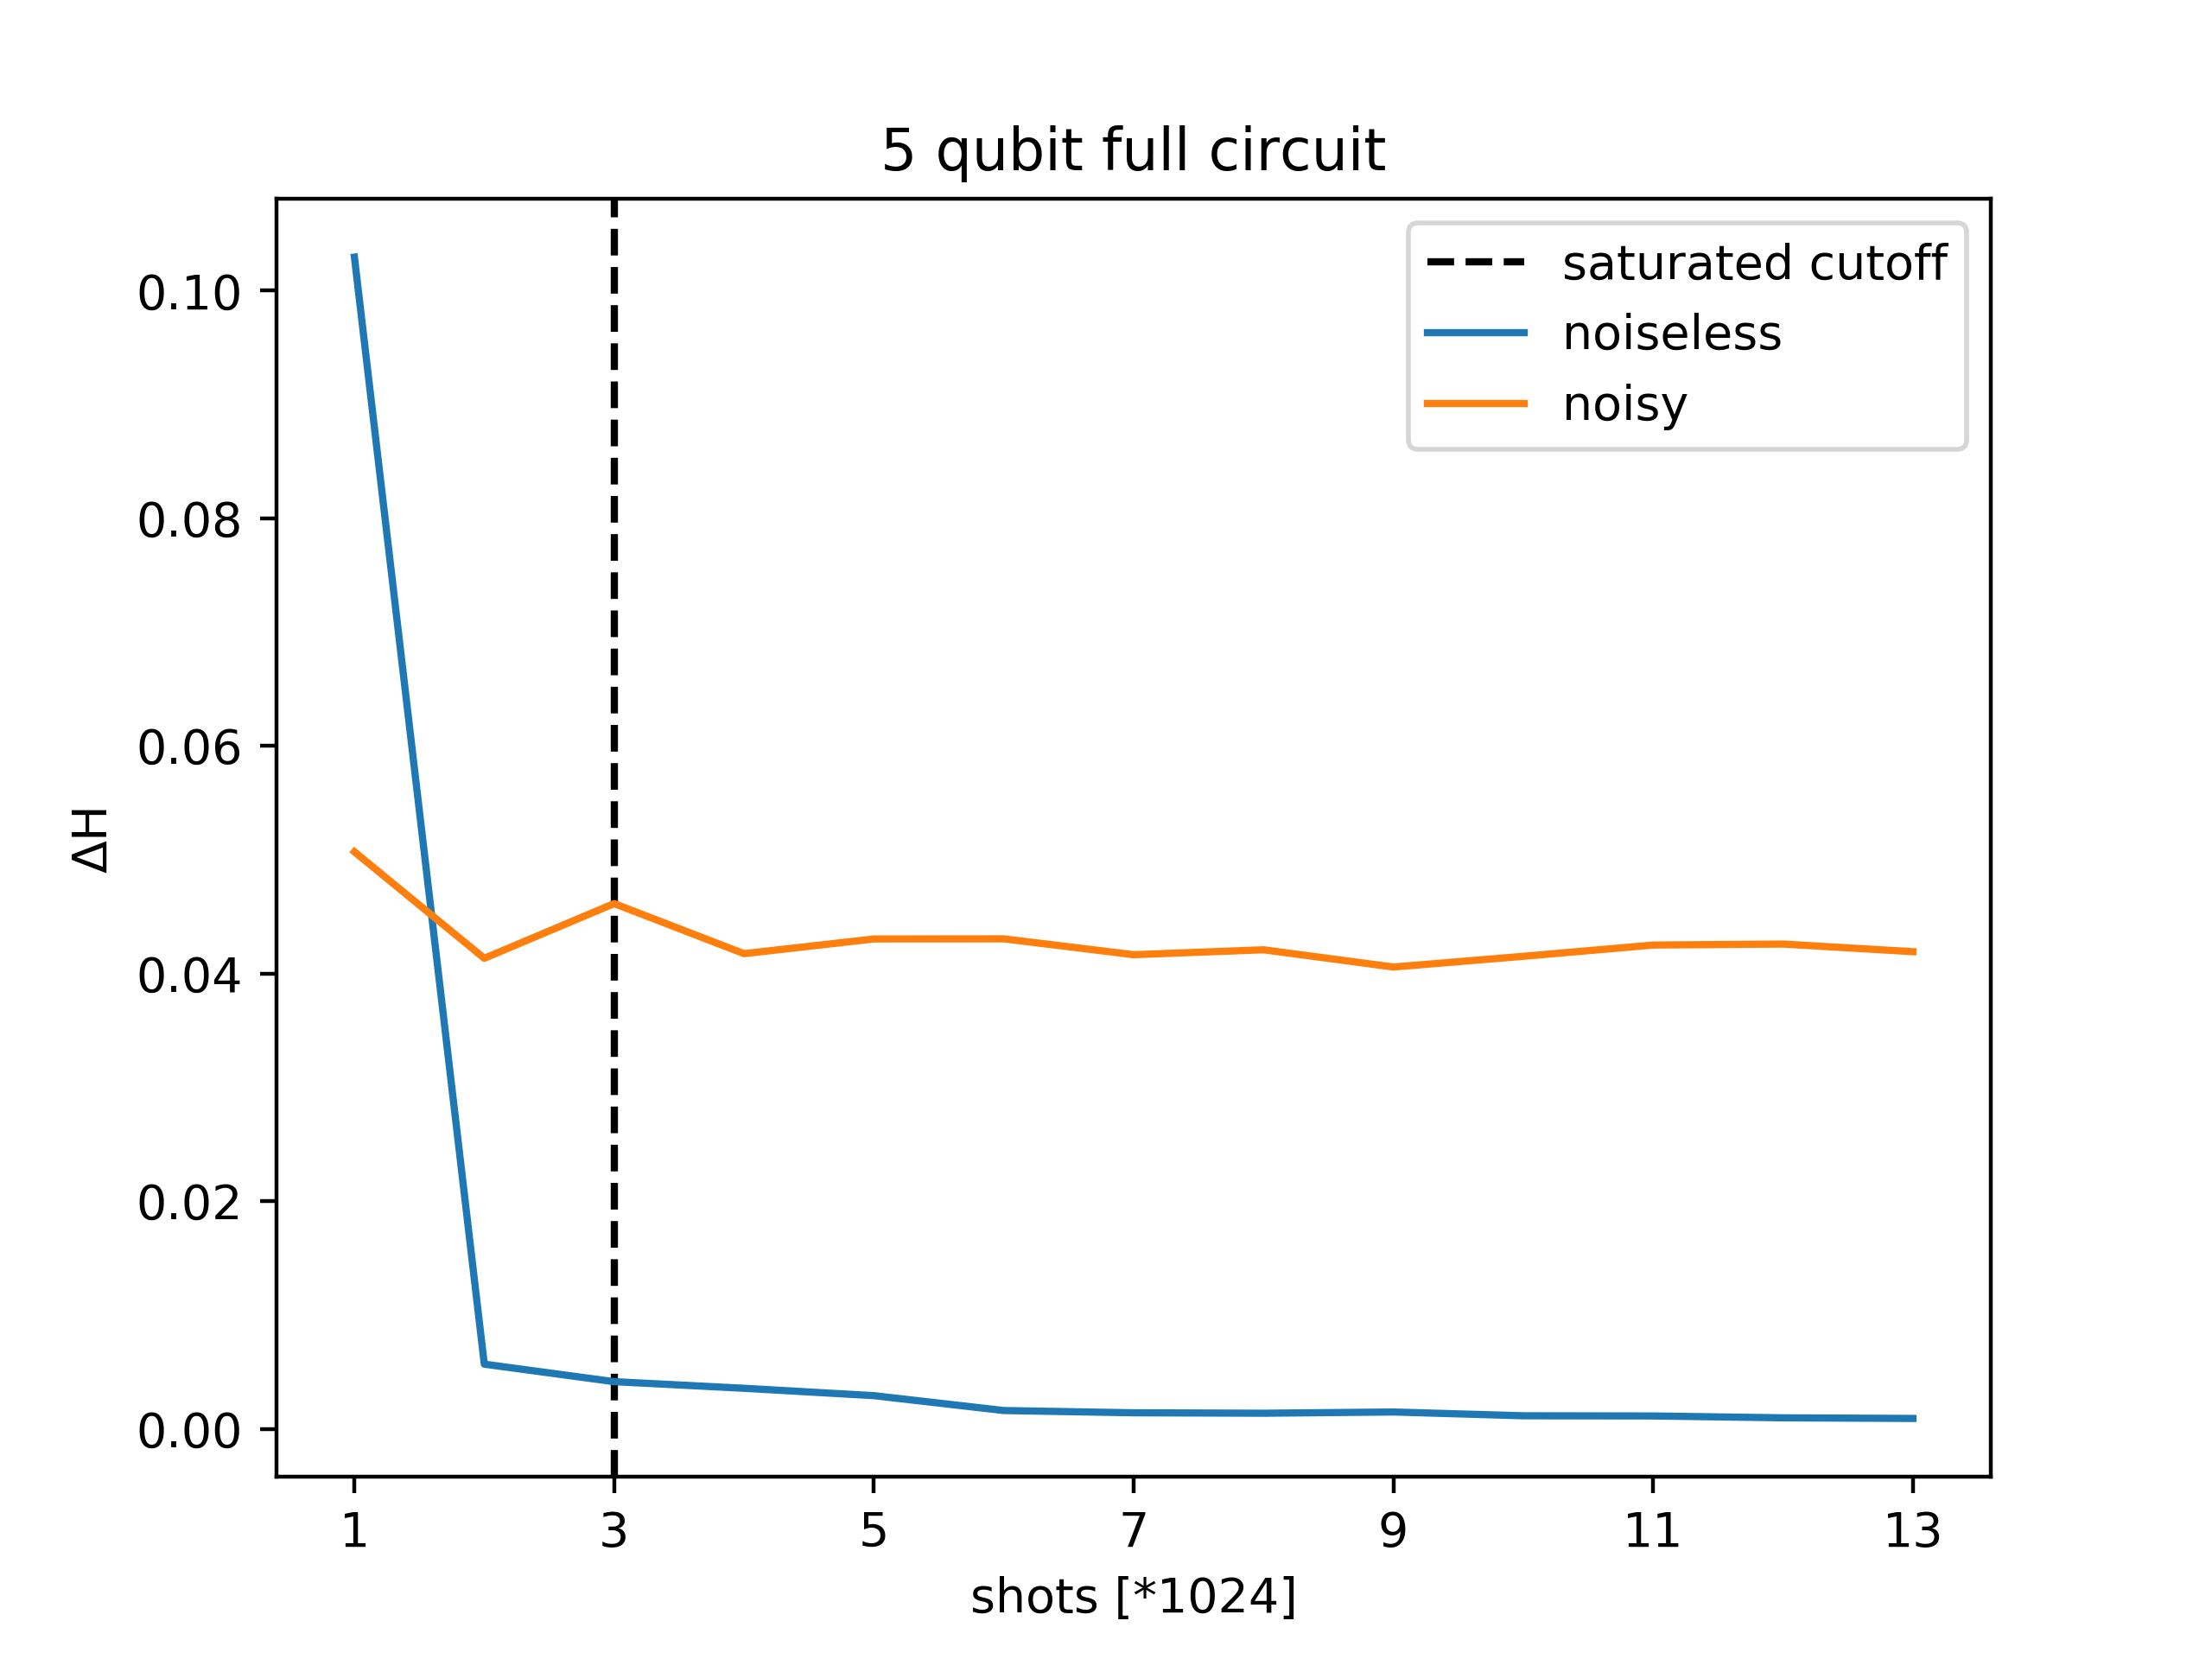 5 qubit full circuit
saturated cutoff
noiseless
noisy
0.10
0.08
0.06
0.04
0.02
0.00
ΔH
1 3 5 7 9 11 13
shots [*1024]